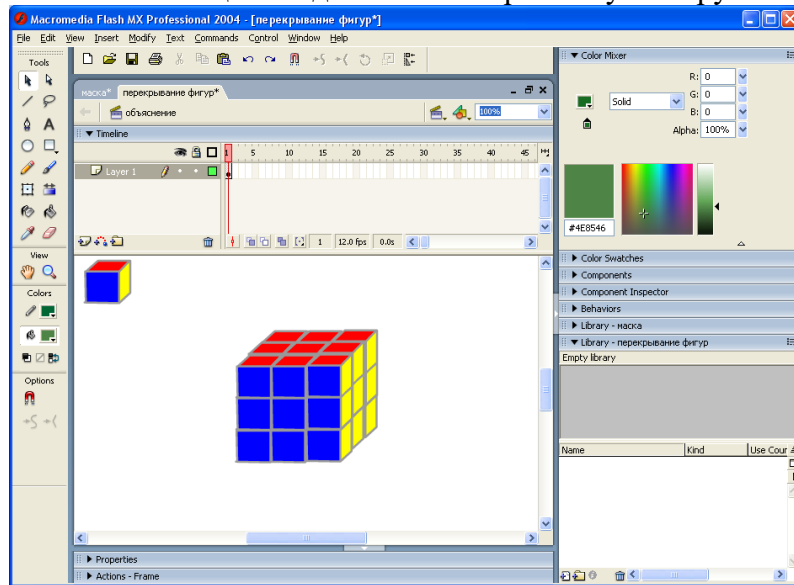 Macromedia Flash MX Professional 2004 - [перекрывание фигур*]
File Edit View Insert Modify Text Commands Control Window Help
Tools
View
Colors
Options
маска* перекрывание фигур*
объяснение
100%
Timeline
1 5 10 15 20 25 30 35 40 45
Layer 1
1 12.0 fps 0.0s
Properties
Actions - Frame
Color Mixer
R: 0
Solid
G: 0
B: 0
Alpha: 100%
#4E8546
Color Swatches
Components
Component Inspector
Behaviors
Library - маска
Library - перекрывание фигур
Empty library
Name Kind Use Cour